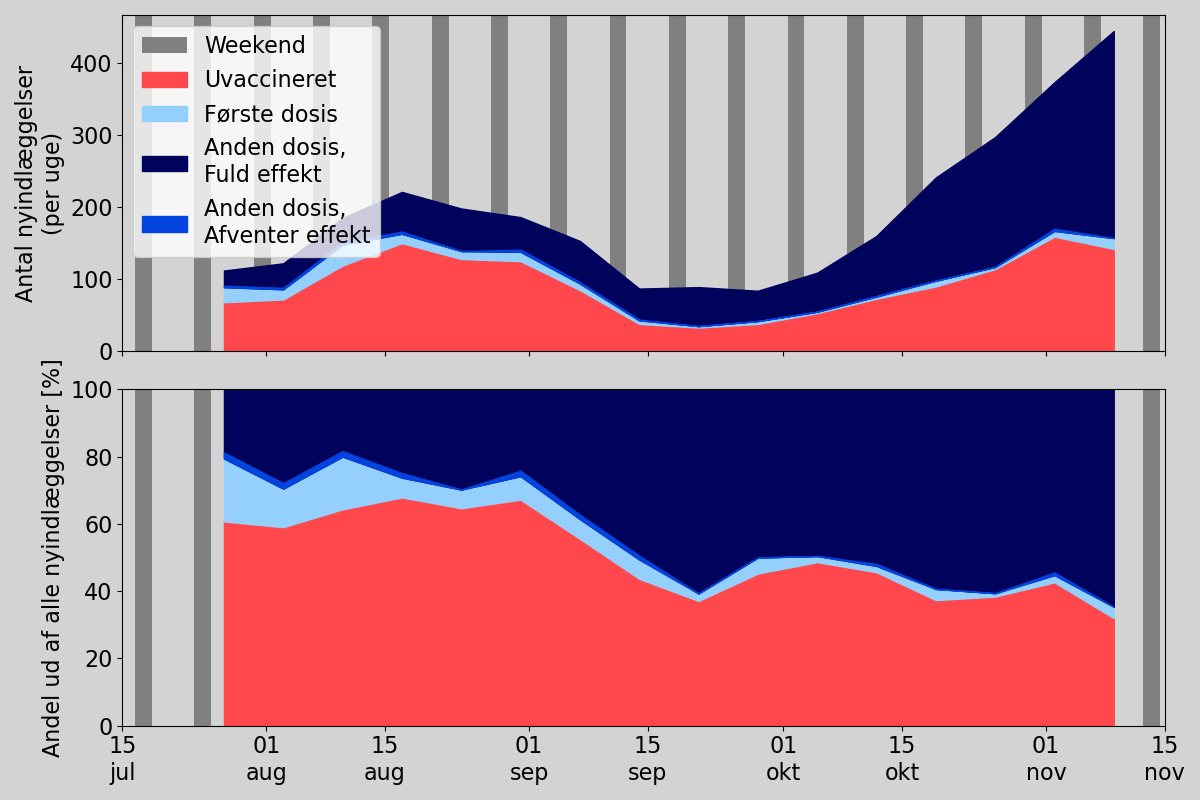 Antal nyindlæggelser
(per uge)
400
300
200
100
0
Weekend
Uvaccineret
Første dosis
Anden dosis,
Fuld effekt
Anden dosis,
Afventer effekt
Andel ud af alle nyindlæggelser [%]
100
80
60
40
20
0
15 01 15 01 15 01 15 01 15
jul aug aug sep sep okt okt nov nov